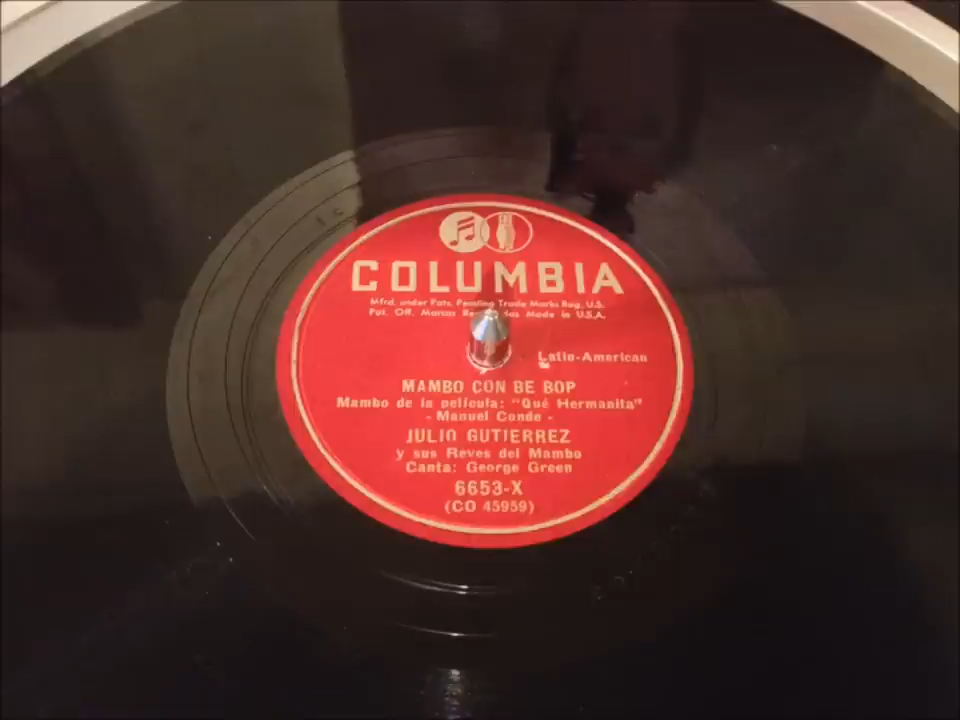 COLUMBIA
Mfrd. under Pats. Pending Trade Marks Reg. U.S.
Pat. Off. Marcas Made in U.S.A.
Latin-American
MAMBO CON BE BOP
Mambo de la película: "Qué Hermanita"
- Manuel Conde -
JULIO GUTIERREZ
y sus Reyes del Mambo
Canta: George Green
6653-X
(CO 45959)